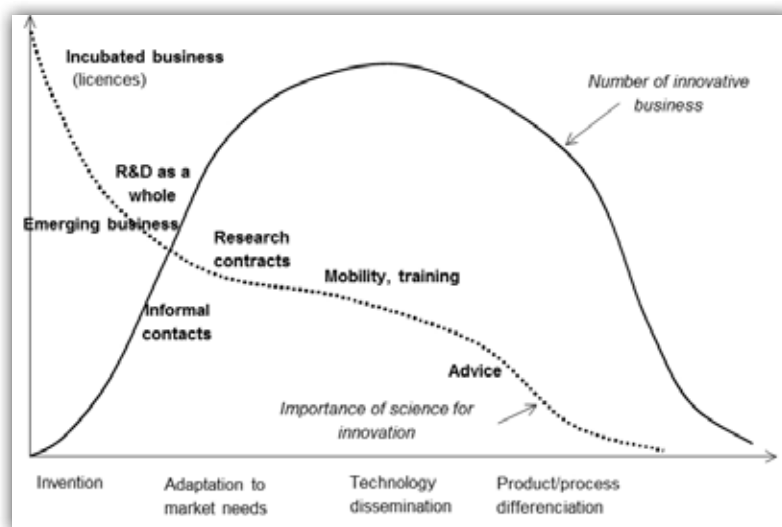 Incubated business
(licences)
Number of innovative
business
R&D as a
whole
Emerging business
Research
contracts
Mobility, training
Informal
contacts
Advice
Importance of science for
innovation
Invention
Adaptation to
market needs
Technology
dissemination
Product/process
differenciation